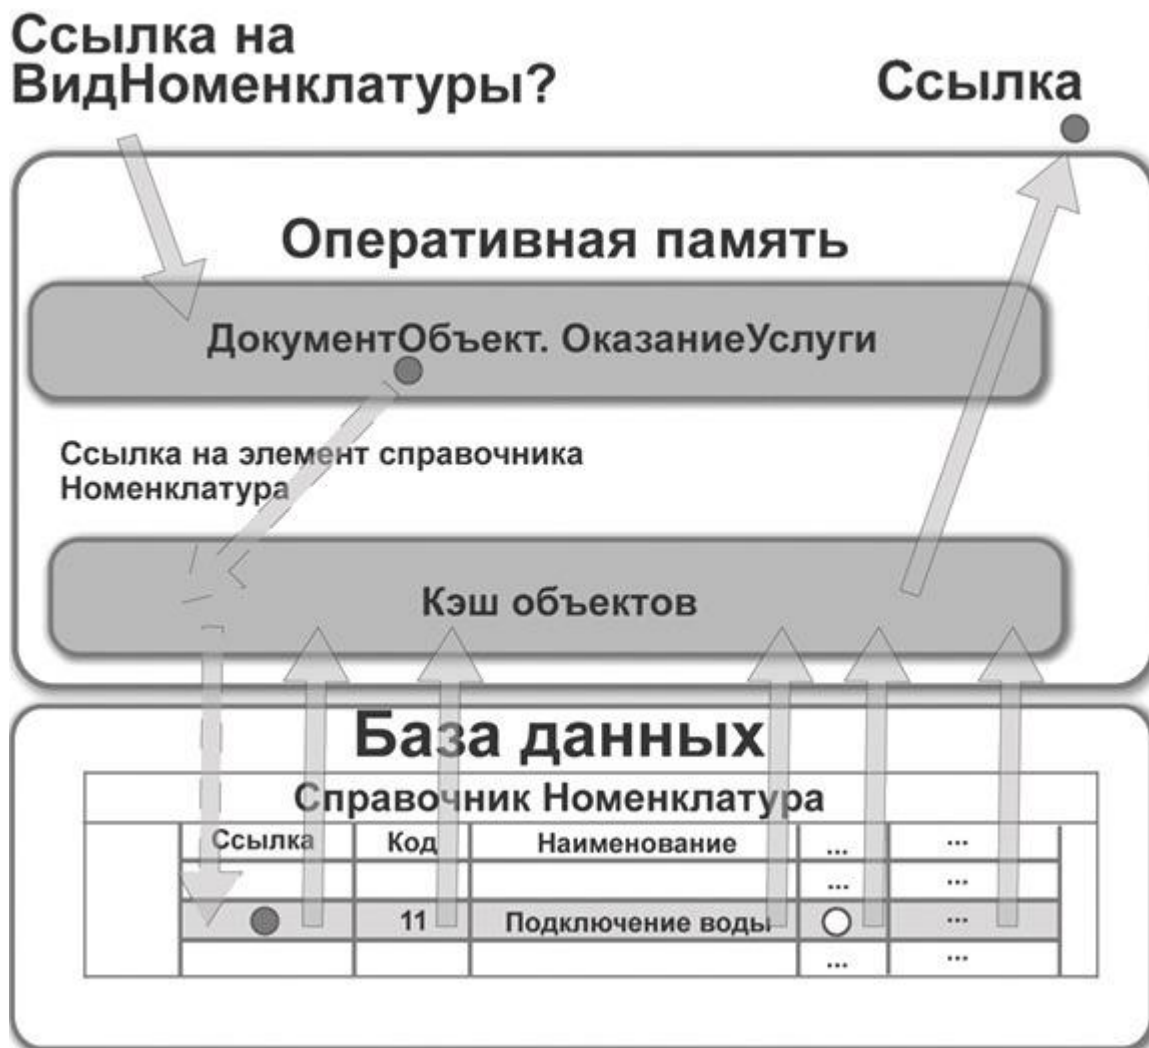 Ссылка на
ВидНоменклатуры?
Ссылка
Оперативная память
ДокументОбъект. ОказаниеУслуги
Ссылка на элемент справочника
Номенклатура
Кэш объектов
База данных
Справочник Номенклатура
Ссылка Код Наименование ... ...
... ...
11 Подключение воды ...
... ...